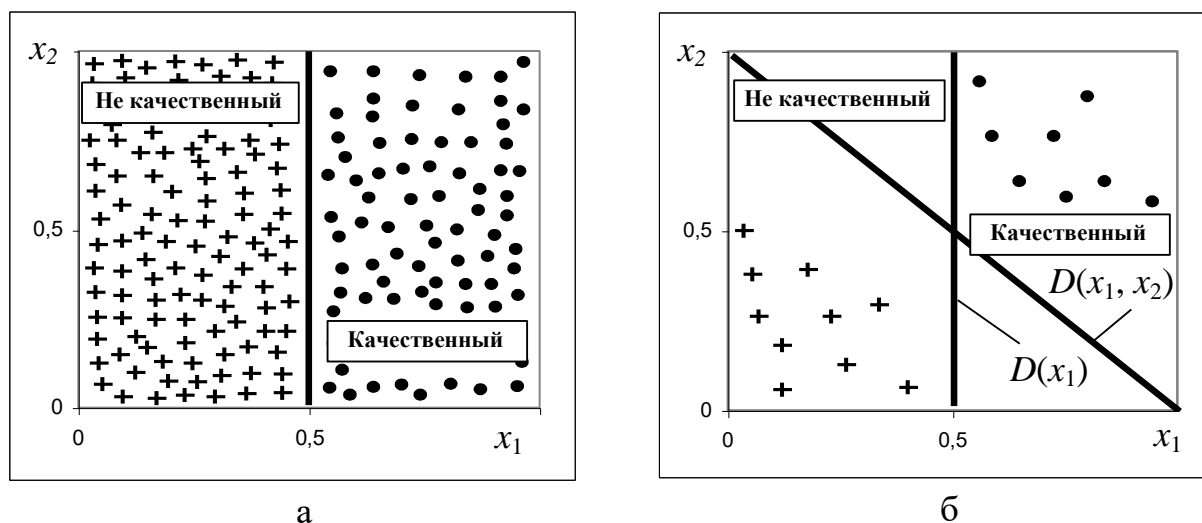 x₂
Не качественный
0,5
Качественный
0
0
0,5
x₁
а
x₂
Не качественный
0,5
Качественный
D(x₁, x₂)
D(x₁)
0
0
0,5
x₁
б